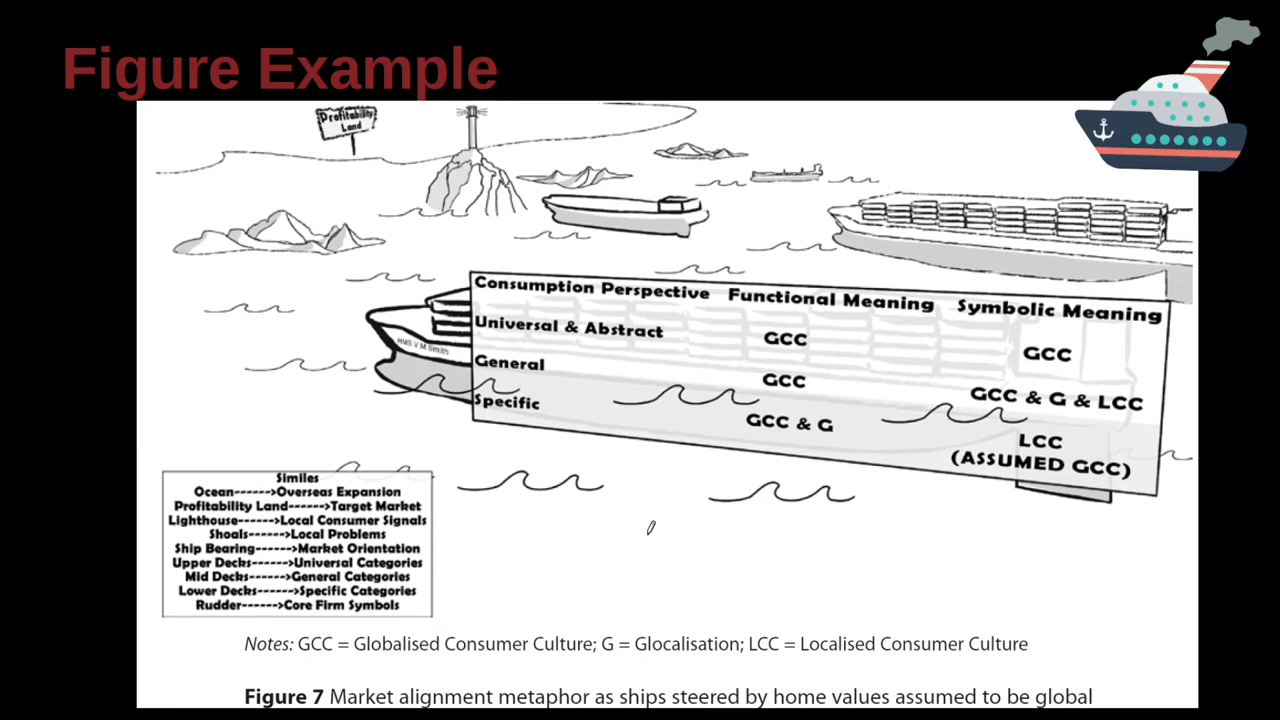 Figure Example
Profitability
Land
Consumption Perspective Functional Meaning Symbolic Meaning
Universal & Abstract GCC GCC
General GCC GCC & G & LCC
Specific GCC & G LCC
(ASSUMED GCC)
HMS V.M.Smith
Similes
Ocean------>Overseas Expansion
Profitability Land------>Target Market
Lighthouse------>Local Consumer Signals
Shoals------>Local Problems
Ship Bearing------>Market Orientation
Upper Decks------>Universal Categories
Mid Decks------>General Categories
Lower Decks------>Specific Categories
Rudder------>Core Firm Symbols
Notes: GCC = Globalised Consumer Culture; G = Glocalisation; LCC = Localised Consumer Culture
Figure 7 Market alignment metaphor as ships steered by home values assumed to be global